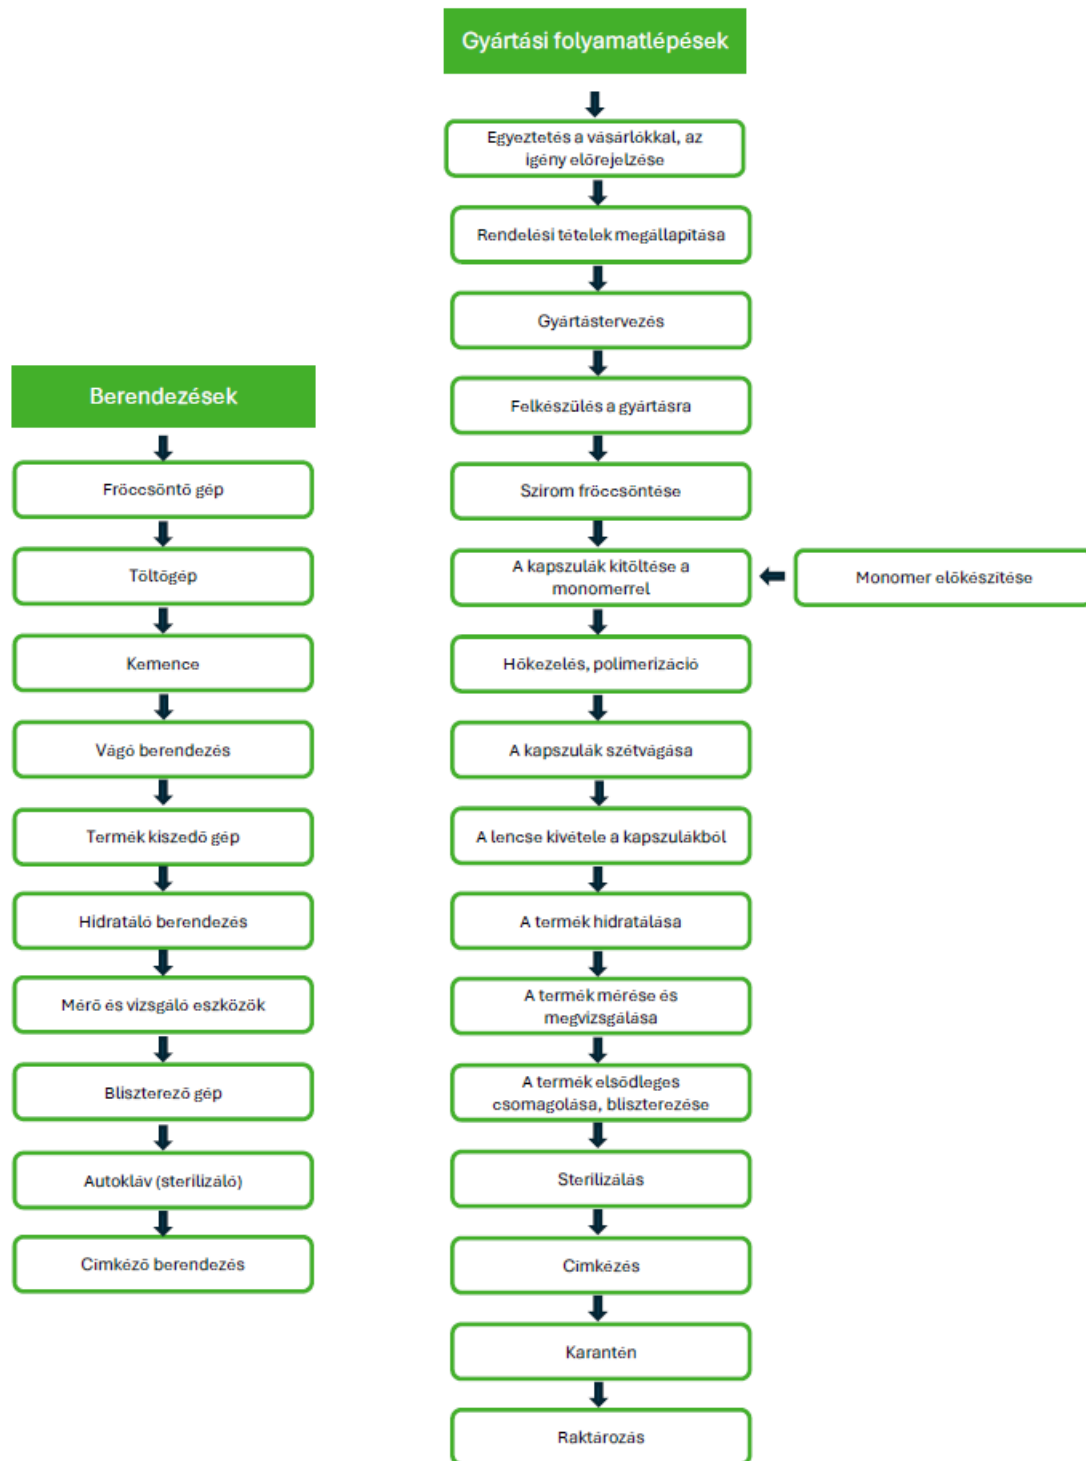 Gyártási folyamatlépések
Egyeztetés a vásárlókkal, az
igény előrejelzése
Rendelési tételek megállapítása
Gyártástervezés
Felkészülés a gyártásra
Szirom fröccsöntése
A kapszulák kitöltése a
monomerrel
Monomer előkészítése
Hőkezelés, polimerizáció
A kapszulák szétvágása
A lencse kivétele a kapszulákból
A termék hidratálása
A termék mérése és
megvizsgálása
A termék elsődleges
csomagolása, bliszterezése
Sterilizálás
Címkézés
Karantén
Raktározás
Berendezések
Fröccsöntő gép
Töltőgép
Kemence
Vágó berendezés
Termék kiszedő gép
Hidratáló berendezés
Mérő és vizsgáló eszközök
Bliszterező gép
Autokláv (sterilizáló)
Címkéző berendezés